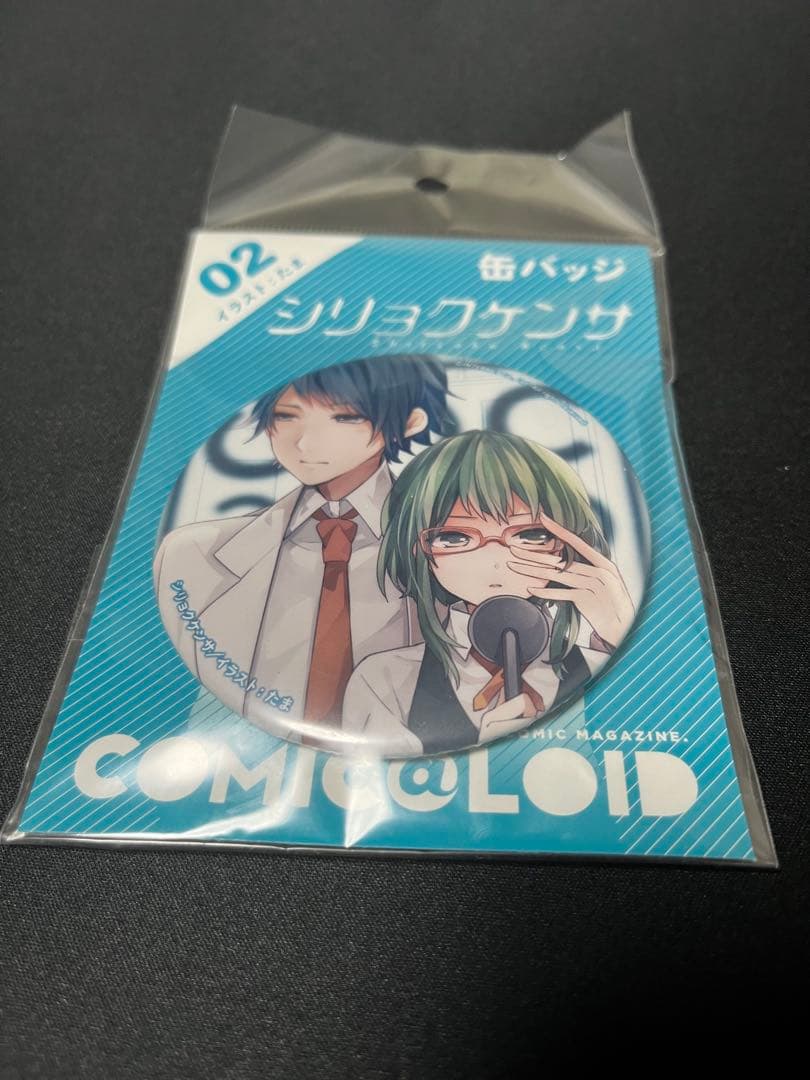 02
イラスト：たま
缶バッジ
シリョクケンサ
シリョクケンサ/イラスト：たま
OMIC MAGAZINE.
COMIC@LOID